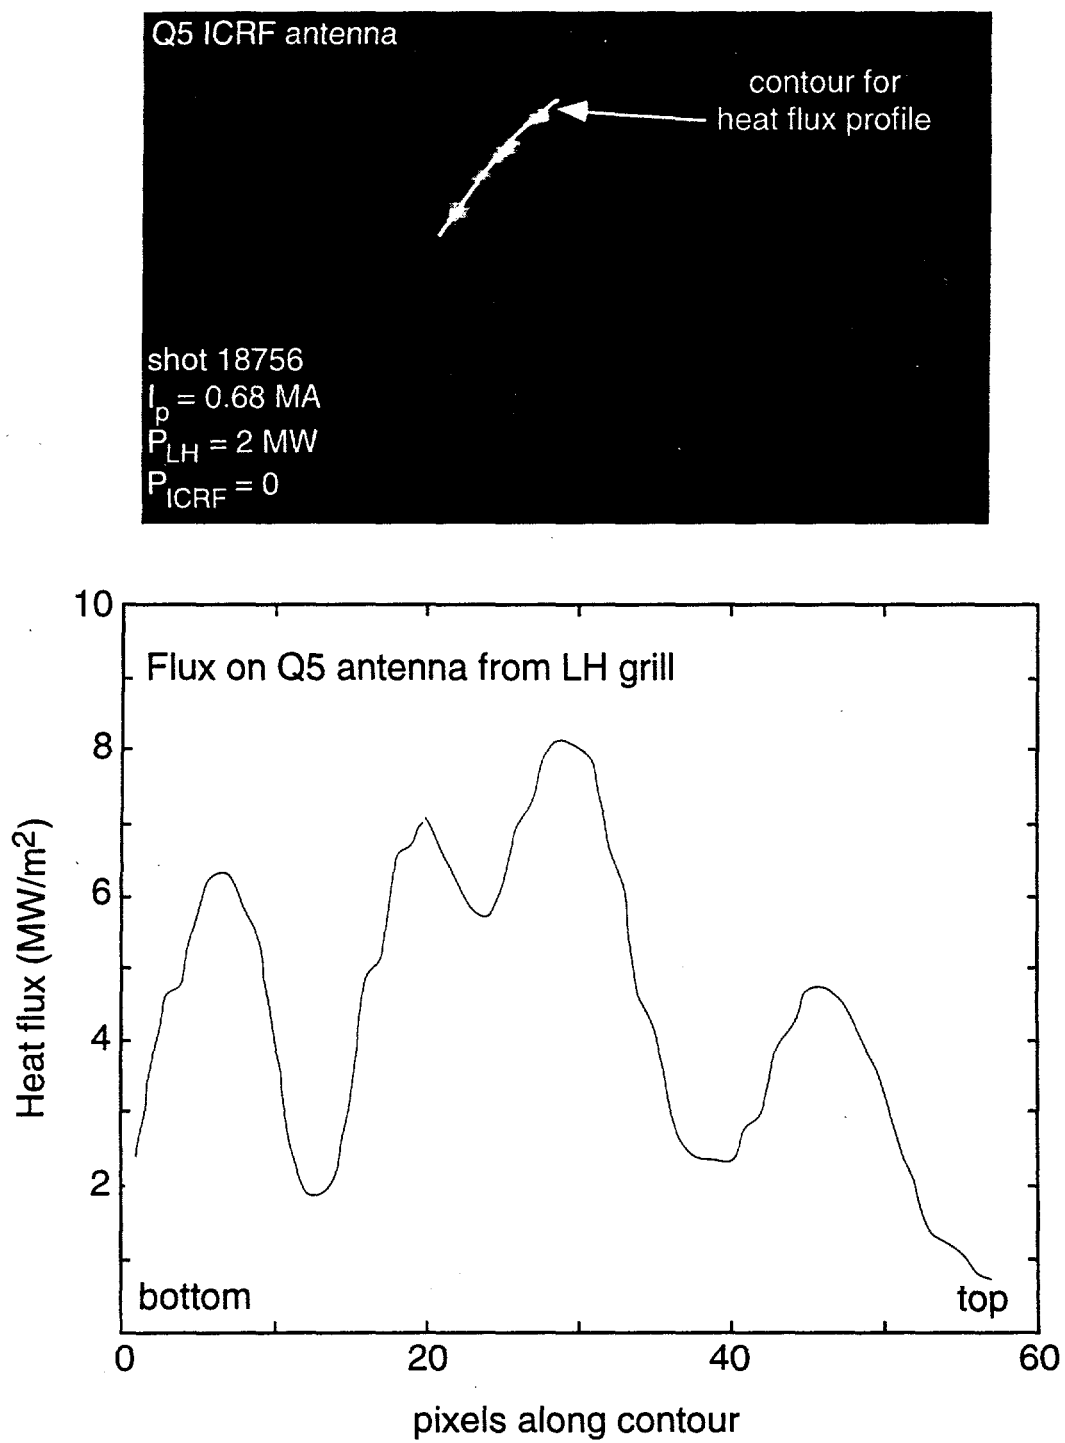 Q5 ICRF antenna
contour for
heat flux profile
shot 18756
Ip = 0.68 MA
PLH = 2 MW
PICRF = 0
10
Flux on Q5 antenna from LH grill
8
6
4
2
Heat flux (MW/m2)
bottom
top
0
20
40
60
pixels along contour